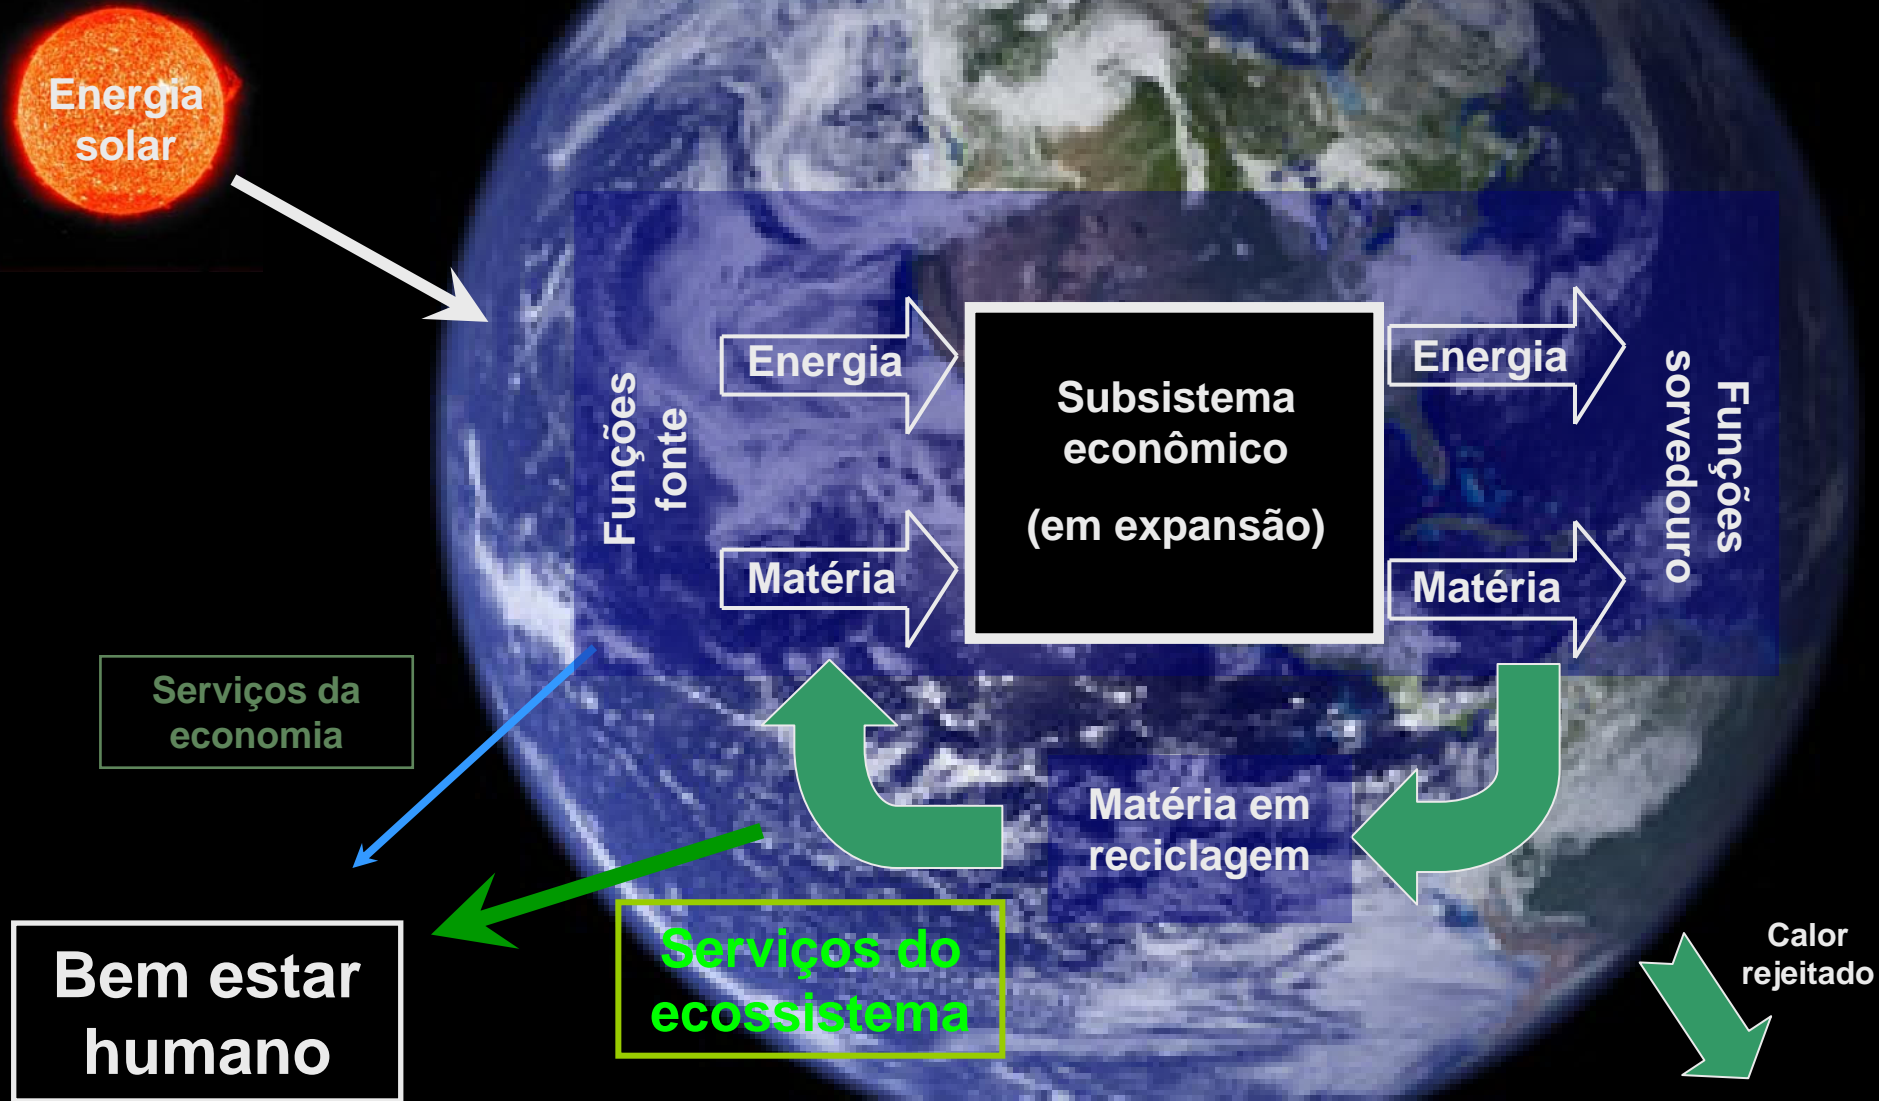 Energia
solar
Funções
fonte
Energia
Matéria
Subsistema
econômico
(em expansão)
Energia
Matéria
Funções
sorvedouro
Serviços da
economia
Matéria em
reciclagem
Serviços do
ecossistema
Bem estar
humano
Calor
rejeitado